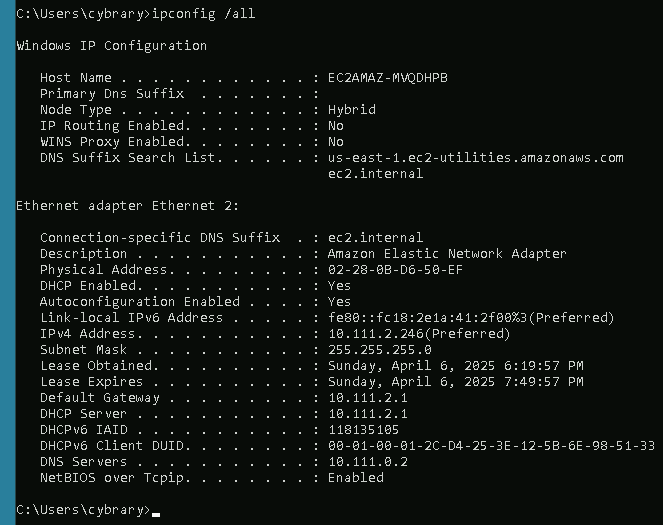 C:\Users\cybrary>ipconfig /all
Windows IP Configuration
Host Name . . . . . . . . . . . . : EC2AMAZ-MVQDHPB
Primary Dns Suffix  . . . . . . . :
Node Type . . . . . . . . . . . . : Hybrid
IP Routing Enabled. . . . . . . . : No
WINS Proxy Enabled. . . . . . . . : No
DNS Suffix Search List. . . . . . : us-east-1.ec2-utilities.amazonaws.com
ec2.internal
Ethernet adapter Ethernet 2:
Connection-specific DNS Suffix  . : ec2.internal
Description . . . . . . . . . . . : Amazon Elastic Network Adapter
Physical Address. . . . . . . . . : 02-28-0B-D6-50-EF
DHCP Enabled. . . . . . . . . . . : Yes
Autoconfiguration Enabled . . . . : Yes
Link-local IPv6 Address . . . . . : fe80::fc18:2e1a:41:2f00%3(Preferred)
IPv4 Address. . . . . . . . . . . : 10.111.2.246(Preferred)
Subnet Mask . . . . . . . . . . . : 255.255.255.0
Lease Obtained. . . . . . . . . . : Sunday, April 6, 2025 6:19:57 PM
Lease Expires . . . . . . . . . . : Sunday, April 6, 2025 7:49:57 PM
Default Gateway . . . . . . . . . : 10.111.2.1
DHCP Server . . . . . . . . . . . : 10.111.2.1
DHCPv6 IAID . . . . . . . . . . . : 118135105
DHCPv6 Client DUID. . . . . . . . : 00-01-00-01-2C-D4-25-3E-12-5B-6E-98-51-33
DNS Servers . . . . . . . . . . . : 10.111.0.2
NetBIOS over Tcpip. . . . . . . . : Enabled
C:\Users\cybrary>